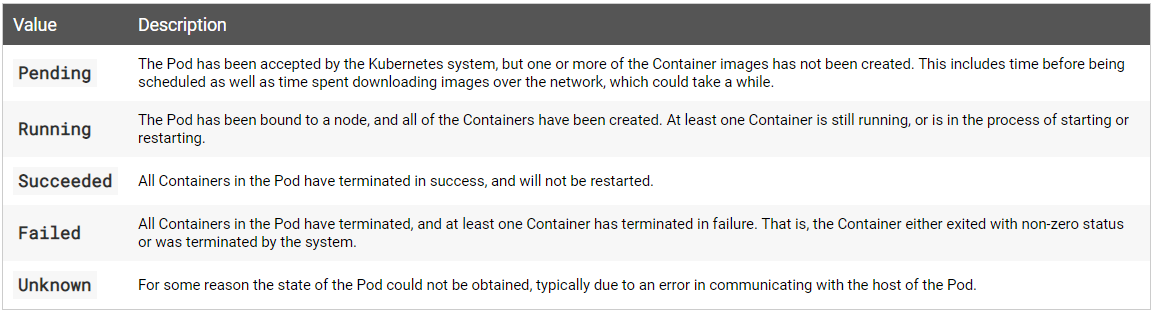 Value Description
Pending The Pod has been accepted by the Kubernetes system, but one or more of the Container images has not been created. This includes time before being
scheduled as well as time spent downloading images over the network, which could take a while.
Running The Pod has been bound to a node, and all of the Containers have been created. At least one Container is still running, or is in the process of starting or
restarting.
Succeeded All Containers in the Pod have terminated in success, and will not be restarted.
Failed All Containers in the Pod have terminated, and at least one Container has terminated in failure. That is, the Container either exited with non-zero status
or was terminated by the system.
Unknown For some reason the state of the Pod could not be obtained, typically due to an error in communicating with the host of the Pod.